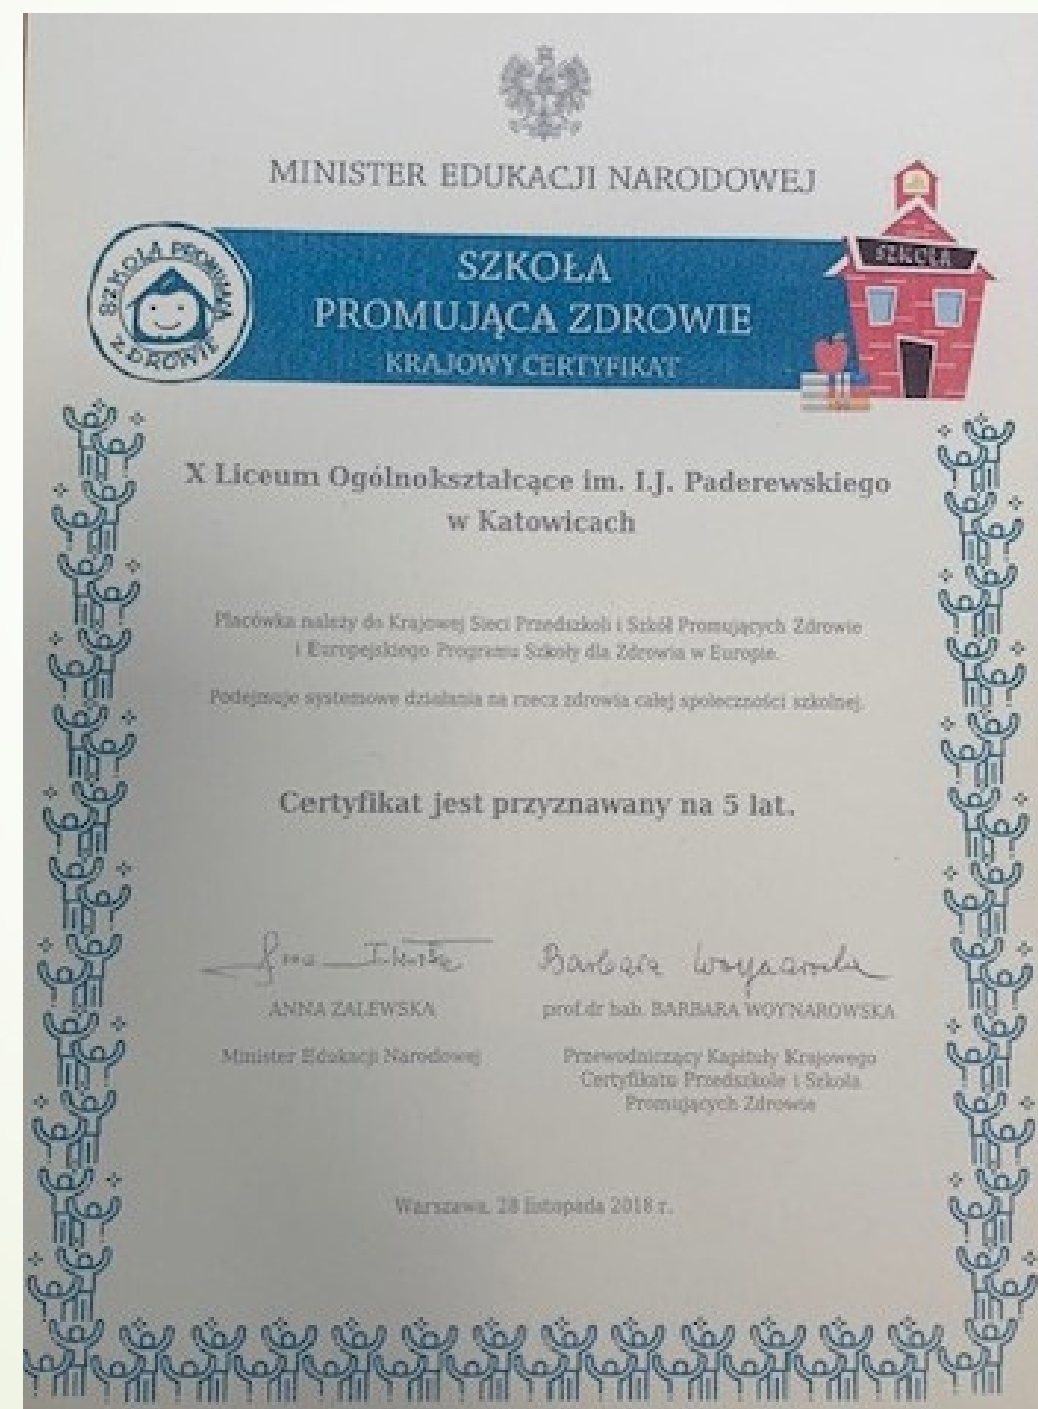 MINISTER EDUKACJI NARODOWEJ
SZKOŁA PROMUJĄCA
ZDROWIE
SZKOŁA
PROMUJĄCA ZDROWIE
KRAJOWY CERTYFIKAT
SZKOŁA
X Liceum Ogólnokształcące im. I.J. Paderewskiego
w Katowicach
Placówka należy do Krajowej Sieci Przedszkoli i Szkół Promujących Zdrowie
i Europejskiego Programu Szkoły dla Zdrowia w Europie.
Podejmuje systemowe działania na rzecz zdrowia całej społeczności szkolnej.
Certyfikat jest przyznawany na 5 lat.
Barbara Woynarowska
ANNA ZALEWSKA
prof.dr hab. BARBARA WOYNAROWSKA
Minister Edukacji Narodowej
Przewodniczący Kapituły Krajowego
Certyfikatu Przedszkole i Szkoła
Promujących Zdrowie
Warszawa, 28 listopada 2018 r.